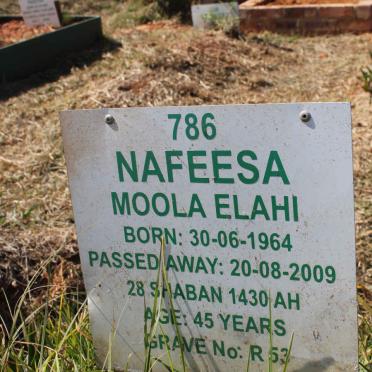 786
NAFEESA
MOOLA ELAHI
BORN: 30-06-1964
PASSED AWAY: 20-08-2009
28 SHABAN 1430 AH
AGE: 45 YEARS
GRAVE No: R 53